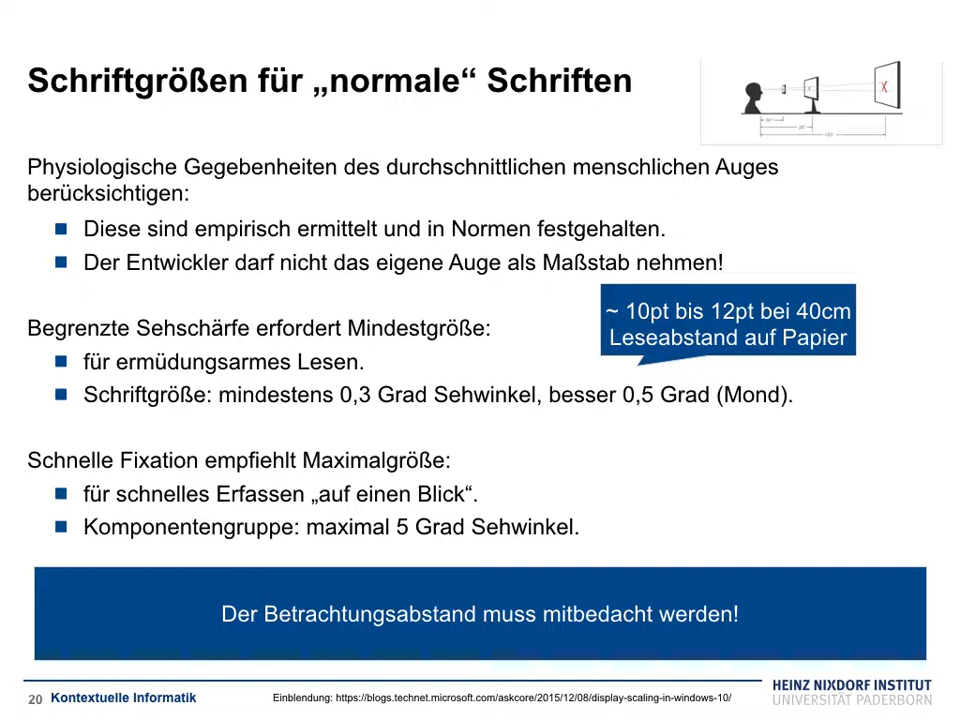 Schriftgrößen für „normale“ Schriften
Physiologische Gegebenheiten des durchschnittlichen menschlichen Auges
berücksichtigen:
Diese sind empirisch ermittelt und in Normen festgehalten.
Der Entwickler darf nicht das eigene Auge als Maßstab nehmen!
~ 10pt bis 12pt bei 40cm
Leseabstand auf Papier
Begrenzte Sehschärfe erfordert Mindestgröße:
für ermüdungsarmes Lesen.
Schriftgröße: mindestens 0,3 Grad Sehwinkel, besser 0,5 Grad (Mond).
Schnelle Fixation empfiehlt Maximalgröße:
für schnelles Erfassen „auf einen Blick“.
Komponentengruppe: maximal 5 Grad Sehwinkel.
Der Betrachtungsabstand muss mitbedacht werden!
20 Kontextuelle Informatik
Einblendung: https://blogs.technet.microsoft.com/askcore/2015/12/08/display-scaling-in-windows-10/
HEINZ NIXDORF INSTITUT
UNIVERSITÄT PADERBORN